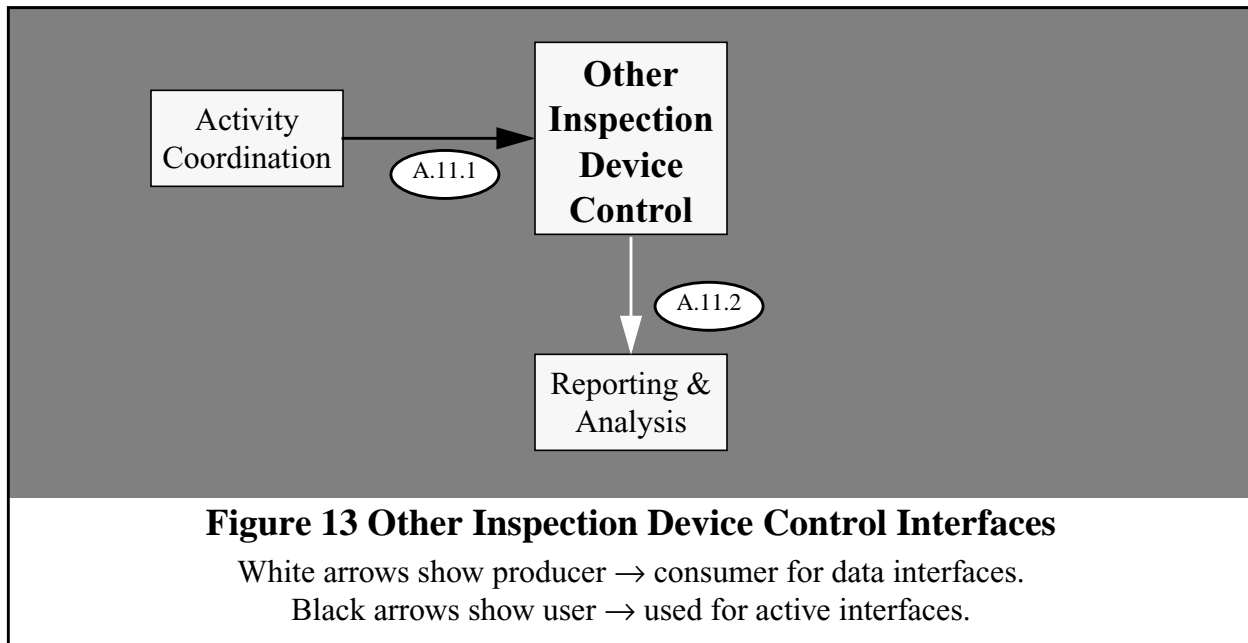 Other
Inspection
Device
Control
Activity
Coordination
A.11.1
A.11.2
Reporting &
Analysis
Figure 13 Other Inspection Device Control Interfaces
White arrows show producer → consumer for data interfaces.
Black arrows show user → used for active interfaces.